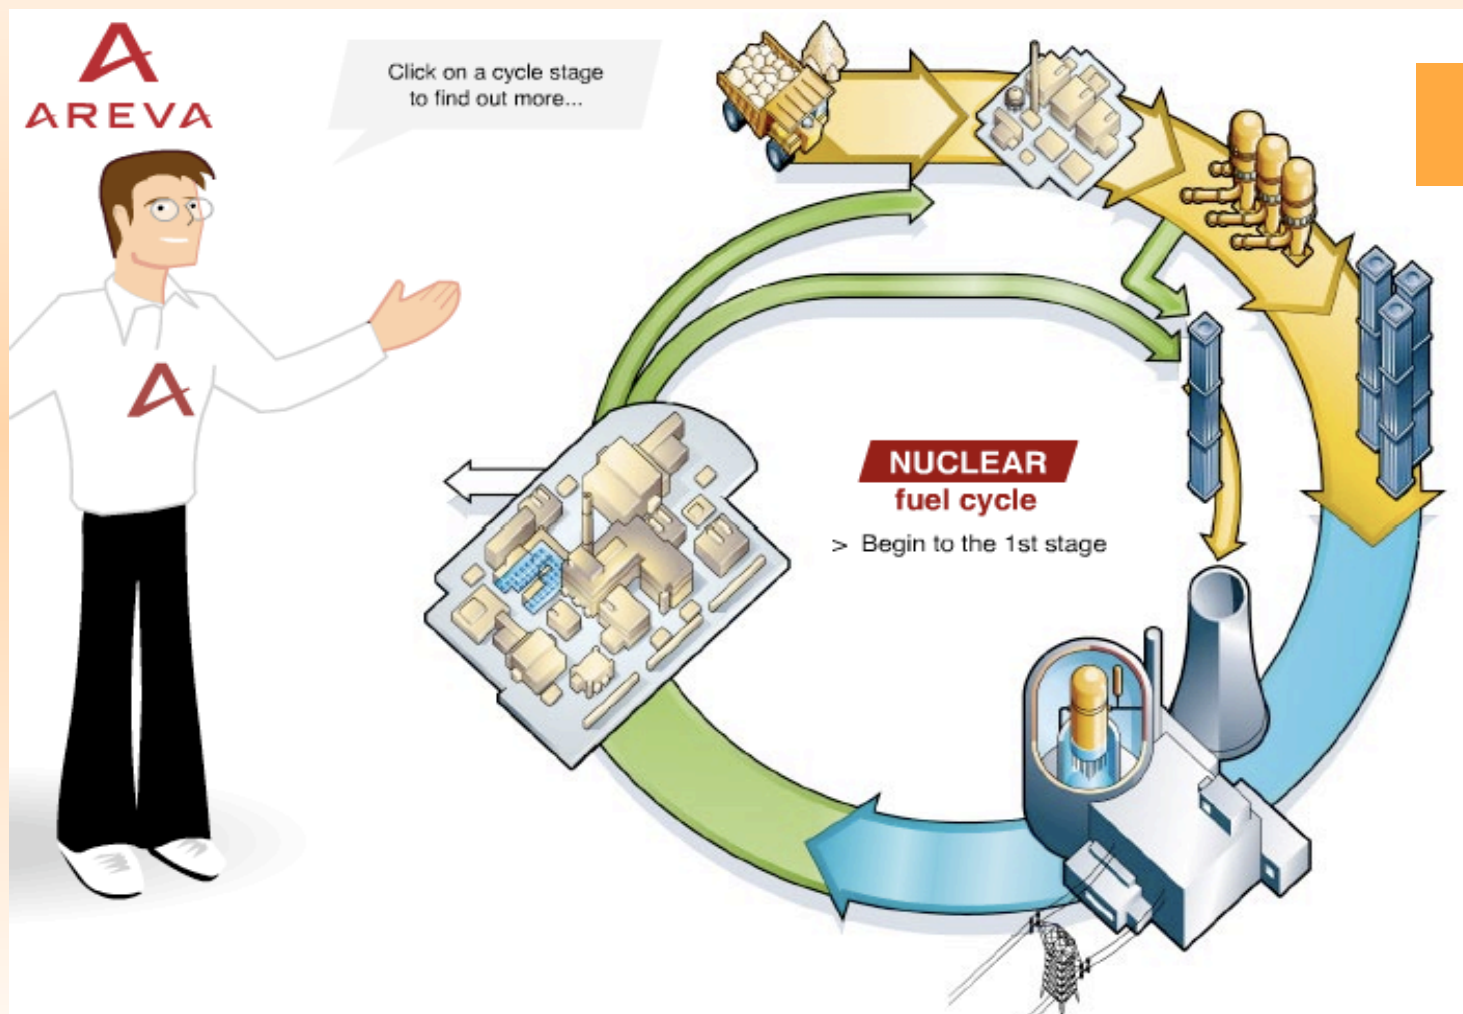 AREVA
Click on a cycle stage
to find out more...
NUCLEAR
fuel cycle
> Begin to the 1st stage